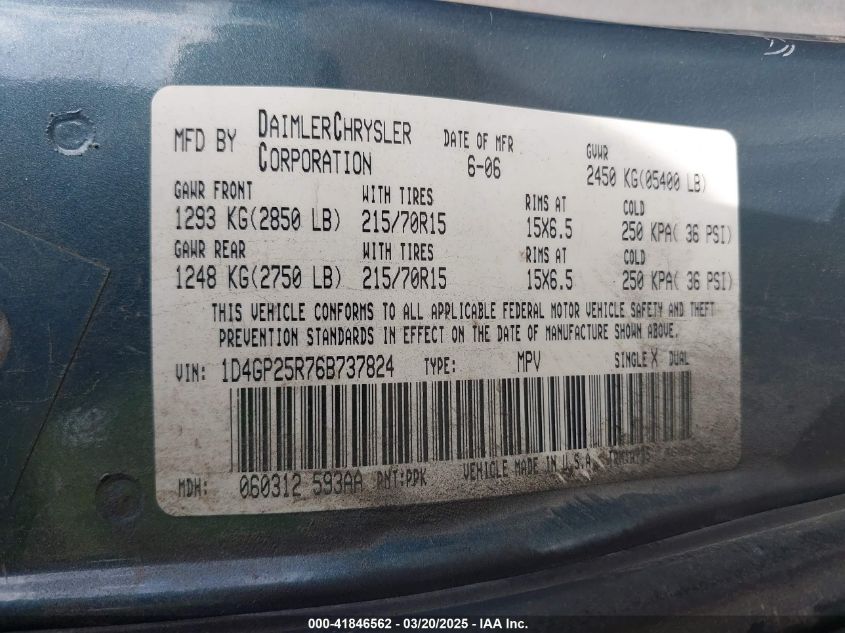 MFD BY DAIMLERCHRYSLER CORPORATION DATE OF MFR 6-06 GVWR 2450 KG(05400 LB)
GAWR FRONT WITH TIRES RIMS AT COLD
1293 KG(2850 LB) 215/70R15 15X6.5 250 KPA( 36 PSI)
GAWR REAR WITH TIRES RIMS AT COLD
1248 KG(2750 LB) 215/70R15 15X6.5 250 KPA( 36 PSI)
THIS VEHICLE CONFORMS TO ALL APPLICABLE FEDERAL MOTOR VEHICLE SAFETY AND THEFT
PREVENTION STANDARDS IN EFFECT ON THE DATE OF MANUFACTURE SHOWN ABOVE.
VIN: 1D4GP25R76B737824 TYPE: MPV SINGLE X DUAL
MDH: 060312 593AA PNT:PPK VEHICLE MADE IN U.S.A
000-41846562 — 03/20/2025 — IAA Inc.